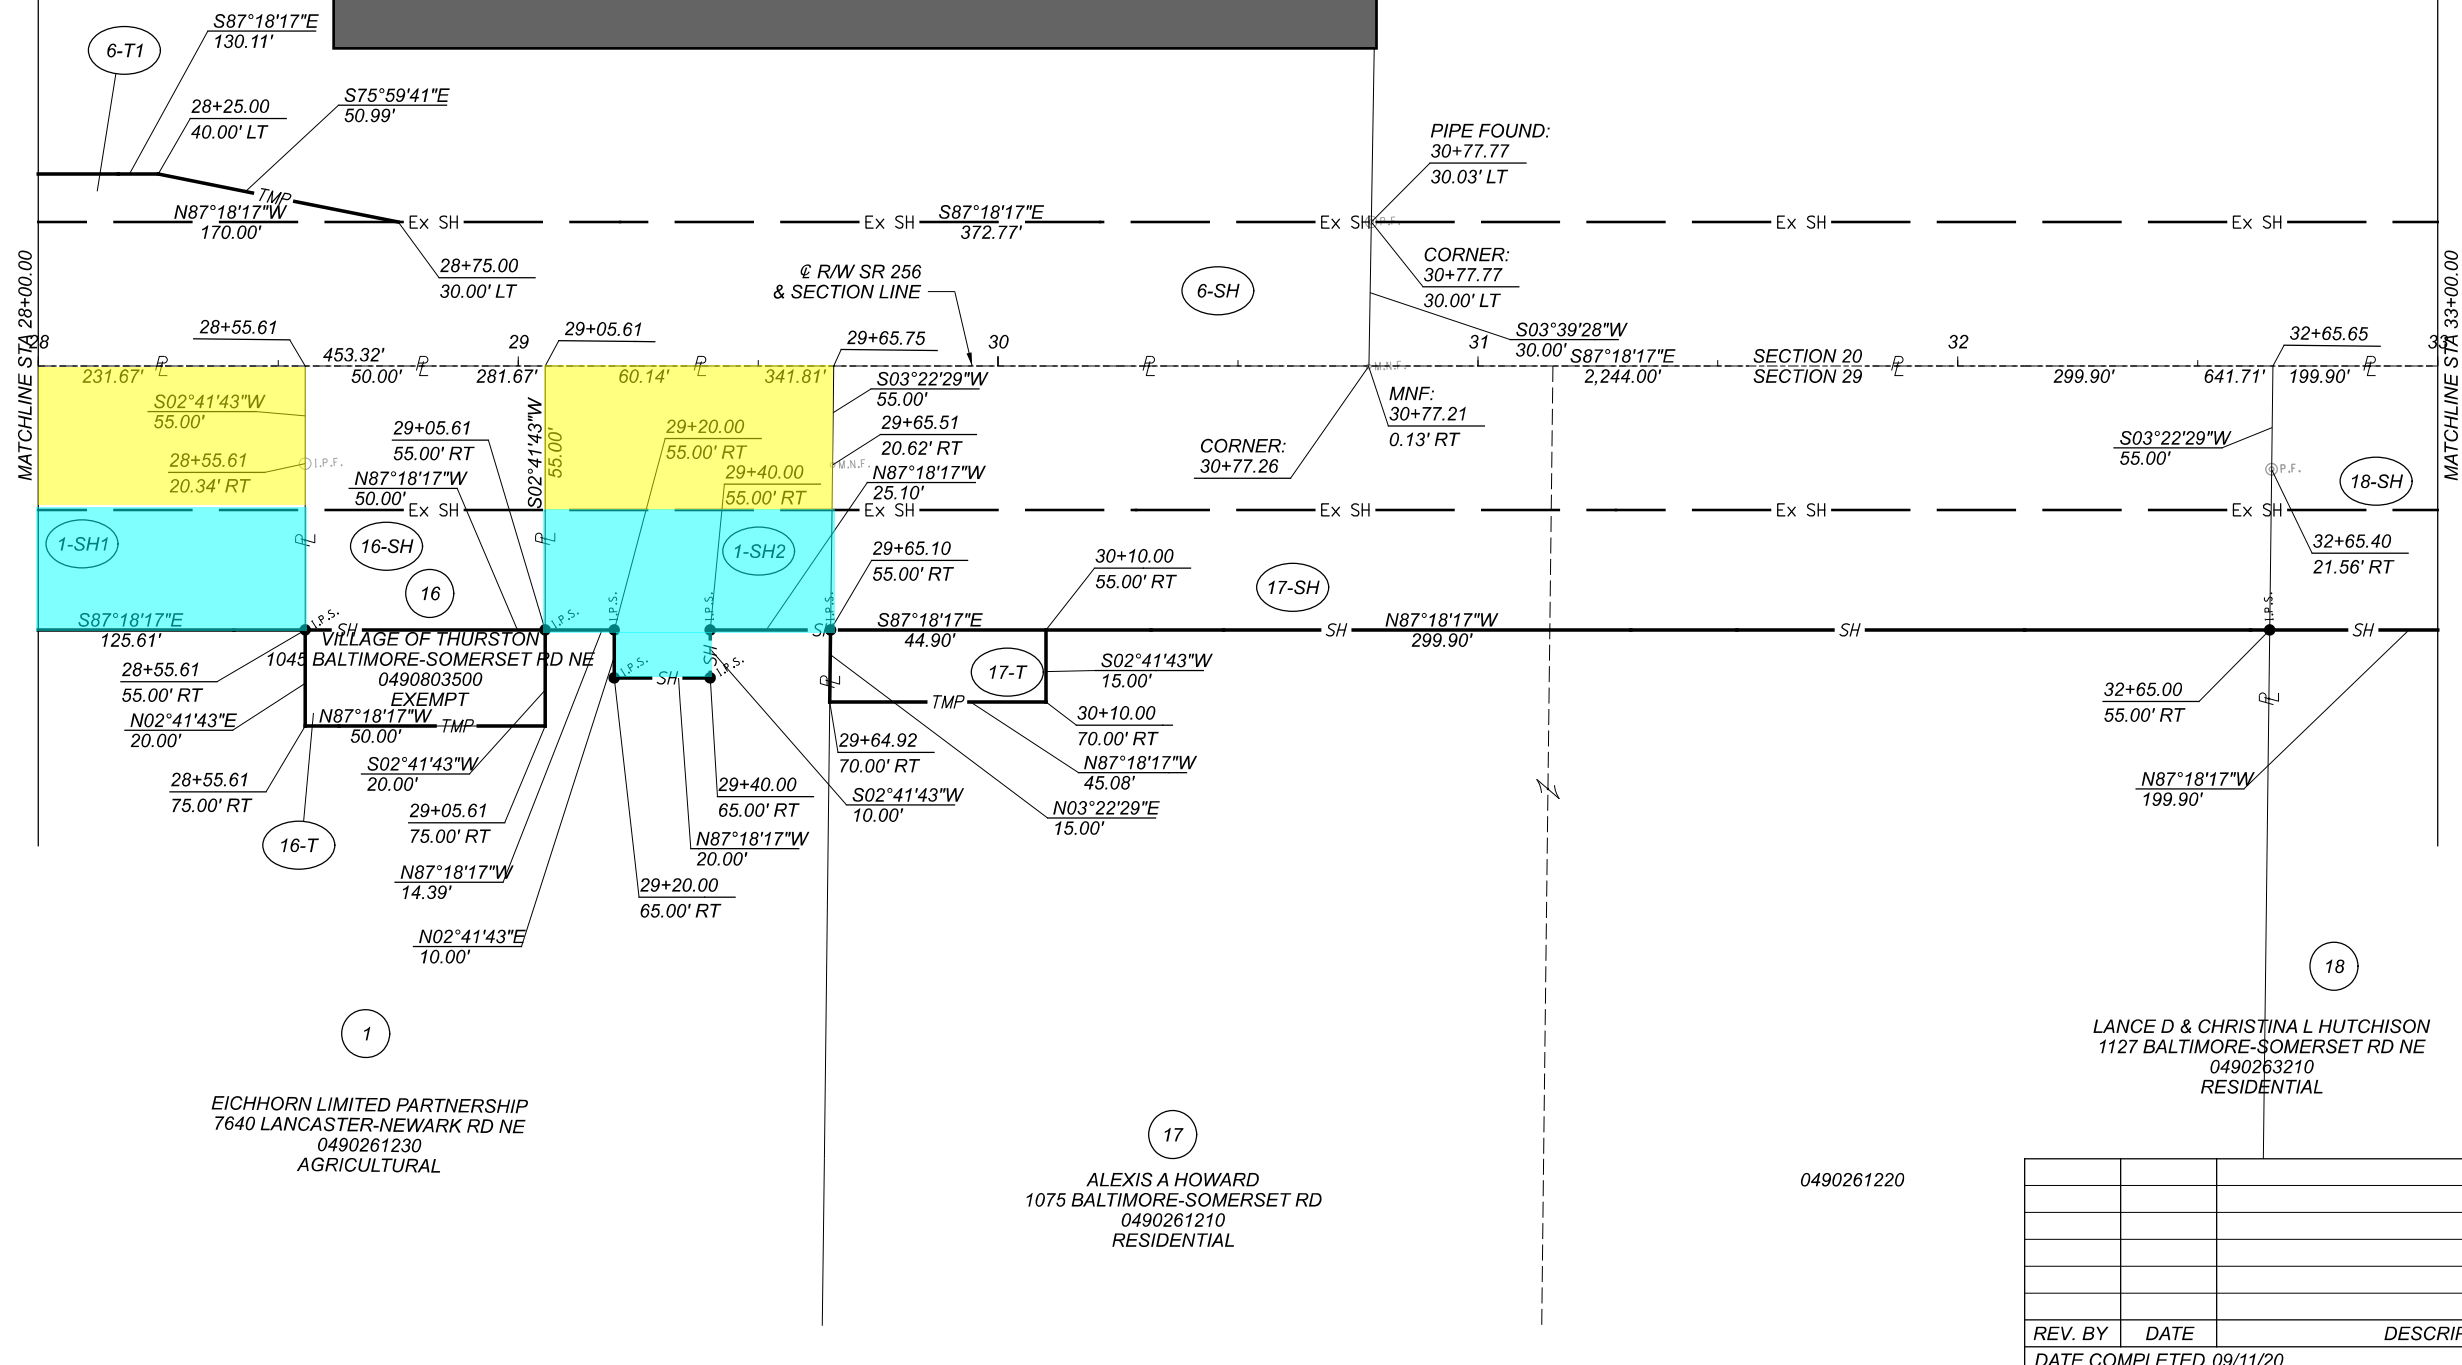 S87°18'17"E
130.11'
6-T1
28+25.00
40.00' LT
S75°59'41"E
50.99'
PIPE FOUND:
30+77.77
30.03' LT
TMP
N87°18'17"W
170.00'
Ex SH
Ex SH
S87°18'17"E
372.77'
Ex SH
I.P.F.
Ex SH
Ex SH
MATCHLINE STA 28+00.00
28+75.00
30.00' LT
℄ R/W SR 256
& SECTION LINE
6-SH
CORNER:
30+77.77
30.00' LT
MATCHLINE STA 33+00.00
28+55.61
29+05.61
29+65.75
S03°39'28"W
30.00'
32+65.65
28
29
30
31
32
33
453.32'
S87°18'17"E
SECTION 20
231.67'
50.00'
281.67'
60.14'
341.81'
M.N.F.
2,244.00'
SECTION 29
299.90'
641.71'
199.90'
S02°41'43"W
55.00'
S03°22'29"W
55.00'
MNF:
30+77.21
0.13' RT
29+05.61
55.00' RT
S02°41'43"W
55.00'
29+20.00
55.00' RT
29+65.51
20.62' RT
CORNER:
30+77.26
S03°22'29"W
55.00'
28+55.61
20.34' RT
I.P.F.
N87°18'17"W
50.00'
29+40.00
55.00' RT
M.N.F.
N87°18'17"W
25.10'
P.F.
18-SH
Ex SH
Ex SH
Ex SH
Ex SH
Ex SH
1-SH1
16-SH
1-SH2
29+65.10
55.00' RT
30+10.00
55.00' RT
32+65.40
21.56' RT
16
17-SH
I.P.S.
I.P.S.
I.P.S.
I.P.S.
I.P.S.
I.P.S.
S87°18'17"E
125.61'
SH
SH
S87°18'17"E
44.90'
SH
N87°18'17"W
299.90'
SH
SH
VILLAGE OF THURSTON
1045 BALTIMORE-SOMERSET RD NE
0490803500
EXEMPT
28+55.61
55.00' RT
I.P.S.
SH
SH
I.P.S.
17-T
S02°41'43"W
15.00'
32+65.00
55.00' RT
N02°41'43"E
20.00'
N87°18'17"W
50.00'
TMP
TMP
30+10.00
70.00' RT
29+64.92
70.00' RT
N87°18'17"W
45.08'
28+55.61
75.00' RT
S02°41'43"W
20.00'
29+40.00
65.00' RT
S02°41'43"W
10.00'
N03°22'29"E
15.00'
N87°18'17"W
199.90'
29+05.61
75.00' RT
16-T
N87°18'17"W
20.00'
N87°18'17"W
14.39'
29+20.00
65.00' RT
N02°41'43"E
10.00'
18
LANCE D & CHRISTINA L HUTCHISON
1127 BALTIMORE-SOMERSET RD NE
0490263210
RESIDENTIAL
1
EICHHORN LIMITED PARTNERSHIP
7640 LANCASTER-NEWARK RD NE
0490261230
AGRICULTURAL
17
ALEXIS A HOWARD
1075 BALTIMORE-SOMERSET RD
0490261210
RESIDENTIAL
0490261220
REV. BY
DATE
DESCRIP
DATE COMPLETED 09/11/20